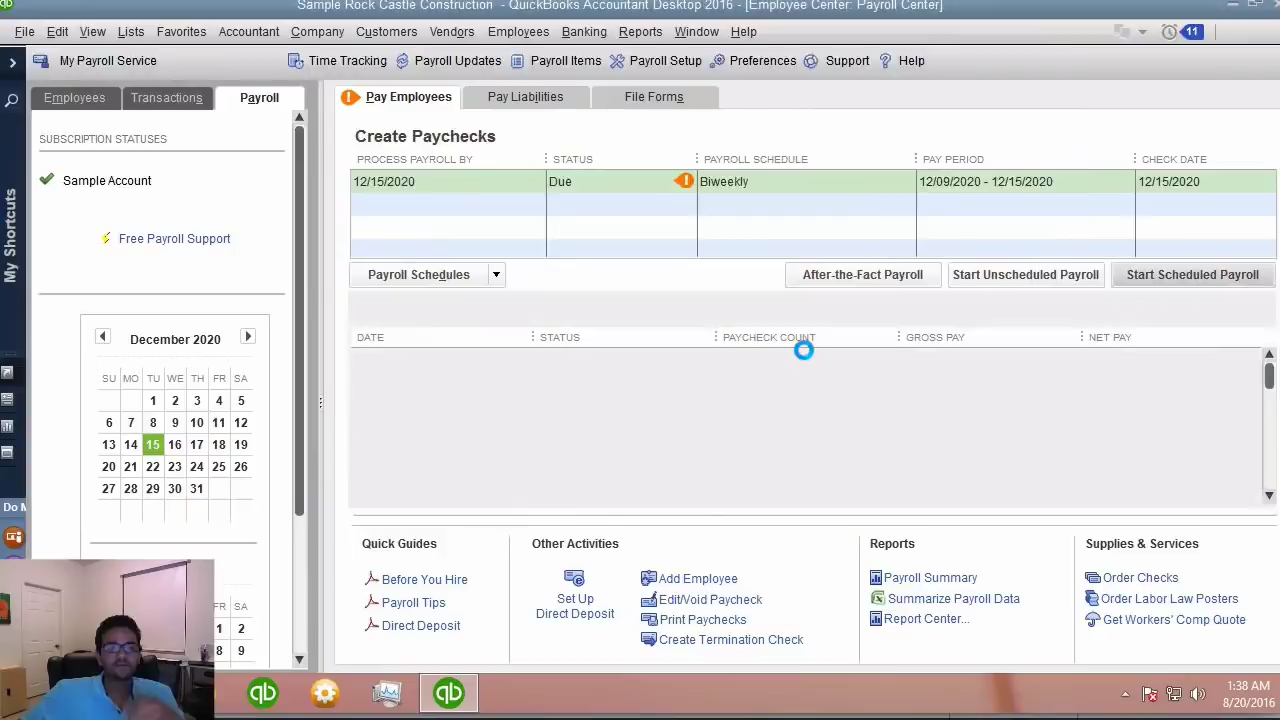 Sample Rock Castle Construction - QuickBooks Accountant Desktop 2016 - [Employee Center: Payroll Center]
File Edit View Lists Favorites Accountant Company Customers Vendors Employees Banking Reports Window Help 11
My Payroll Service Time Tracking Payroll Updates Payroll Items Payroll Setup Preferences Support Help
Employees Transactions Payroll
Pay Employees Pay Liabilities File Forms
My Shortcuts
Do M
SUBSCRIPTION STATUSES
Sample Account
Free Payroll Support
December 2020
SU MO TU WE TH FR SA
1 2 3 4 5
6 7 8 9 10 11 12
13 14 15 16 17 18 19
20 21 22 23 24 25 26
27 28 29 30 31
FR SA
1 2
8 9
Create Paychecks
PROCESS PAYROLL BY STATUS PAYROLL SCHEDULE PAY PERIOD CHECK DATE
12/15/2020 Due Biweekly 12/09/2020 - 12/15/2020 12/15/2020
Payroll Schedules After-the-Fact Payroll Start Unscheduled Payroll Start Scheduled Payroll
DATE STATUS PAYCHECK COUNT GROSS PAY NET PAY
Quick Guides
Before You Hire
Payroll Tips
Direct Deposit
Other Activities
Set Up
Direct Deposit
Add Employee
Edit/Void Paycheck
Print Paychecks
Create Termination Check
Reports
Payroll Summary
Summarize Payroll Data
Report Center...
Supplies & Services
Order Checks
Order Labor Law Posters
Get Workers' Comp Quote
qb qb
1:38 AM
8/20/2016